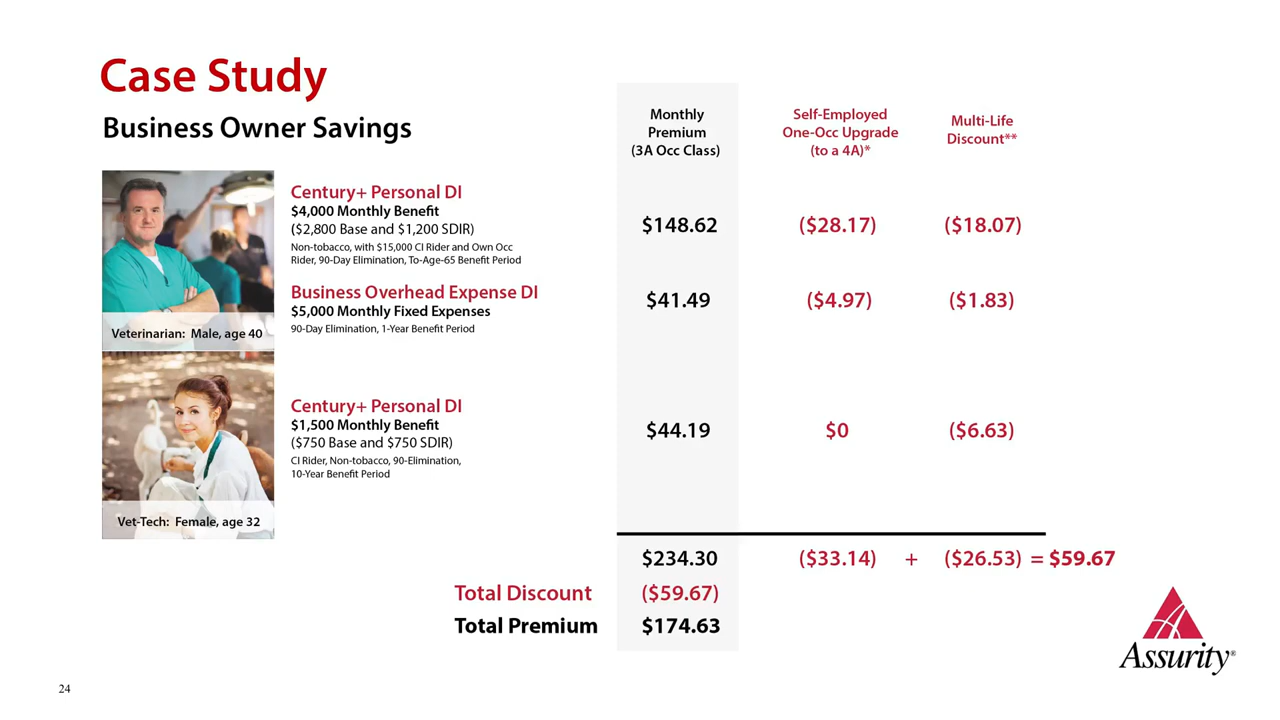 Case Study
Business Owner Savings
Monthly
Premium
(3A Occ Class)
Self-Employed
One-Occ Upgrade
(to a 4A)*
Multi-Life
Discount**
Veterinarian: Male, age 40
Century+ Personal DI
$4,000 Monthly Benefit
($2,800 Base and $1,200 SDIR)
Non-tobacco, with $15,000 CI Rider and Own Occ
Rider, 90-Day Elimination, To-Age-65 Benefit Period
$148.62 ($28.17) ($18.07)
Business Overhead Expense DI
$5,000 Monthly Fixed Expenses
90-Day Elimination, 1-Year Benefit Period
$41.49 ($4.97) ($1.83)
Vet-Tech: Female, age 32
Century+ Personal DI
$1,500 Monthly Benefit
($750 Base and $750 SDIR)
CI Rider, Non-tobacco, 90-Elimination,
10-Year Benefit Period
$44.19 $0 ($6.63)
$234.30 ($33.14) + ($26.53) = $59.67
Total Discount ($59.67)
Total Premium $174.63
Assurity®
24